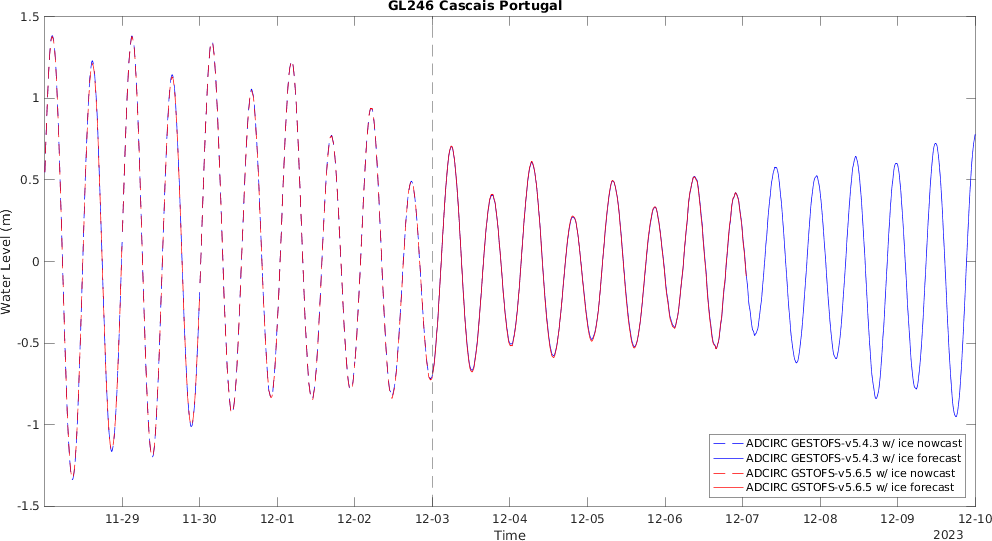 GL246 Cascais Portugal
1.5
1
0.5
0
-0.5
-1
-1.5
Water Level (m)
ADCIRC GESTOFS-v5.4.3 w/ ice nowcast
ADCIRC GESTOFS-v5.4.3 w/ ice forecast
ADCIRC GSTOFS-v5.6.5 w/ ice nowcast
ADCIRC GSTOFS-v5.6.5 w/ ice forecast
11-29 11-30 12-01 12-02 12-03 12-04 12-05 12-06 12-07 12-08 12-09 12-10
Time
2023